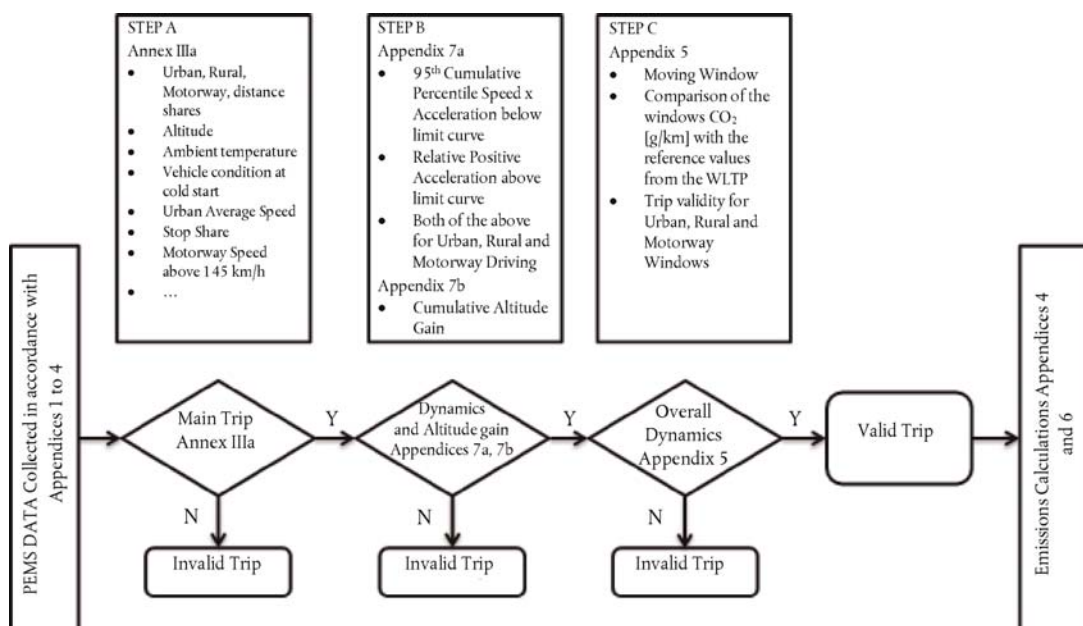 STEP A
Annex IIIa
• Urban, Rural,
Motorway, distance
shares
• Altitude
• Ambient temperature
• Vehicle condition at
cold start
• Urban Average Speed
• Stop Share
• Motorway Speed
above 145 km/h
• …
STEP B
Appendix 7a
• 95th Cumulative
Percentile Speed x
Acceleration below
limit curve
• Relative Positive
Acceleration above
limit curve
• Both of the above
for Urban, Rural and
Motorway Driving
Appendix 7b
• Cumulative Altitude
Gain
STEP C
Appendix 5
• Moving Window
• Comparison of the
windows CO₂
[g/km] with the
reference values
from the WLTP
• Trip validity for
Urban, Rural and
Motorway
Windows
PEMS DATA Collected in accordance with
Appendices 1 to 4
Main Trip
Annex IIIa
Y
N
Invalid Trip
Dynamics
and Altitude gain
Appendices 7a, 7b
Y
N
Invalid Trip
Overall
Dynamics
Appendix 5
Y
N
Invalid Trip
Valid Trip
Emissions Calculations Appendices 4
and 6